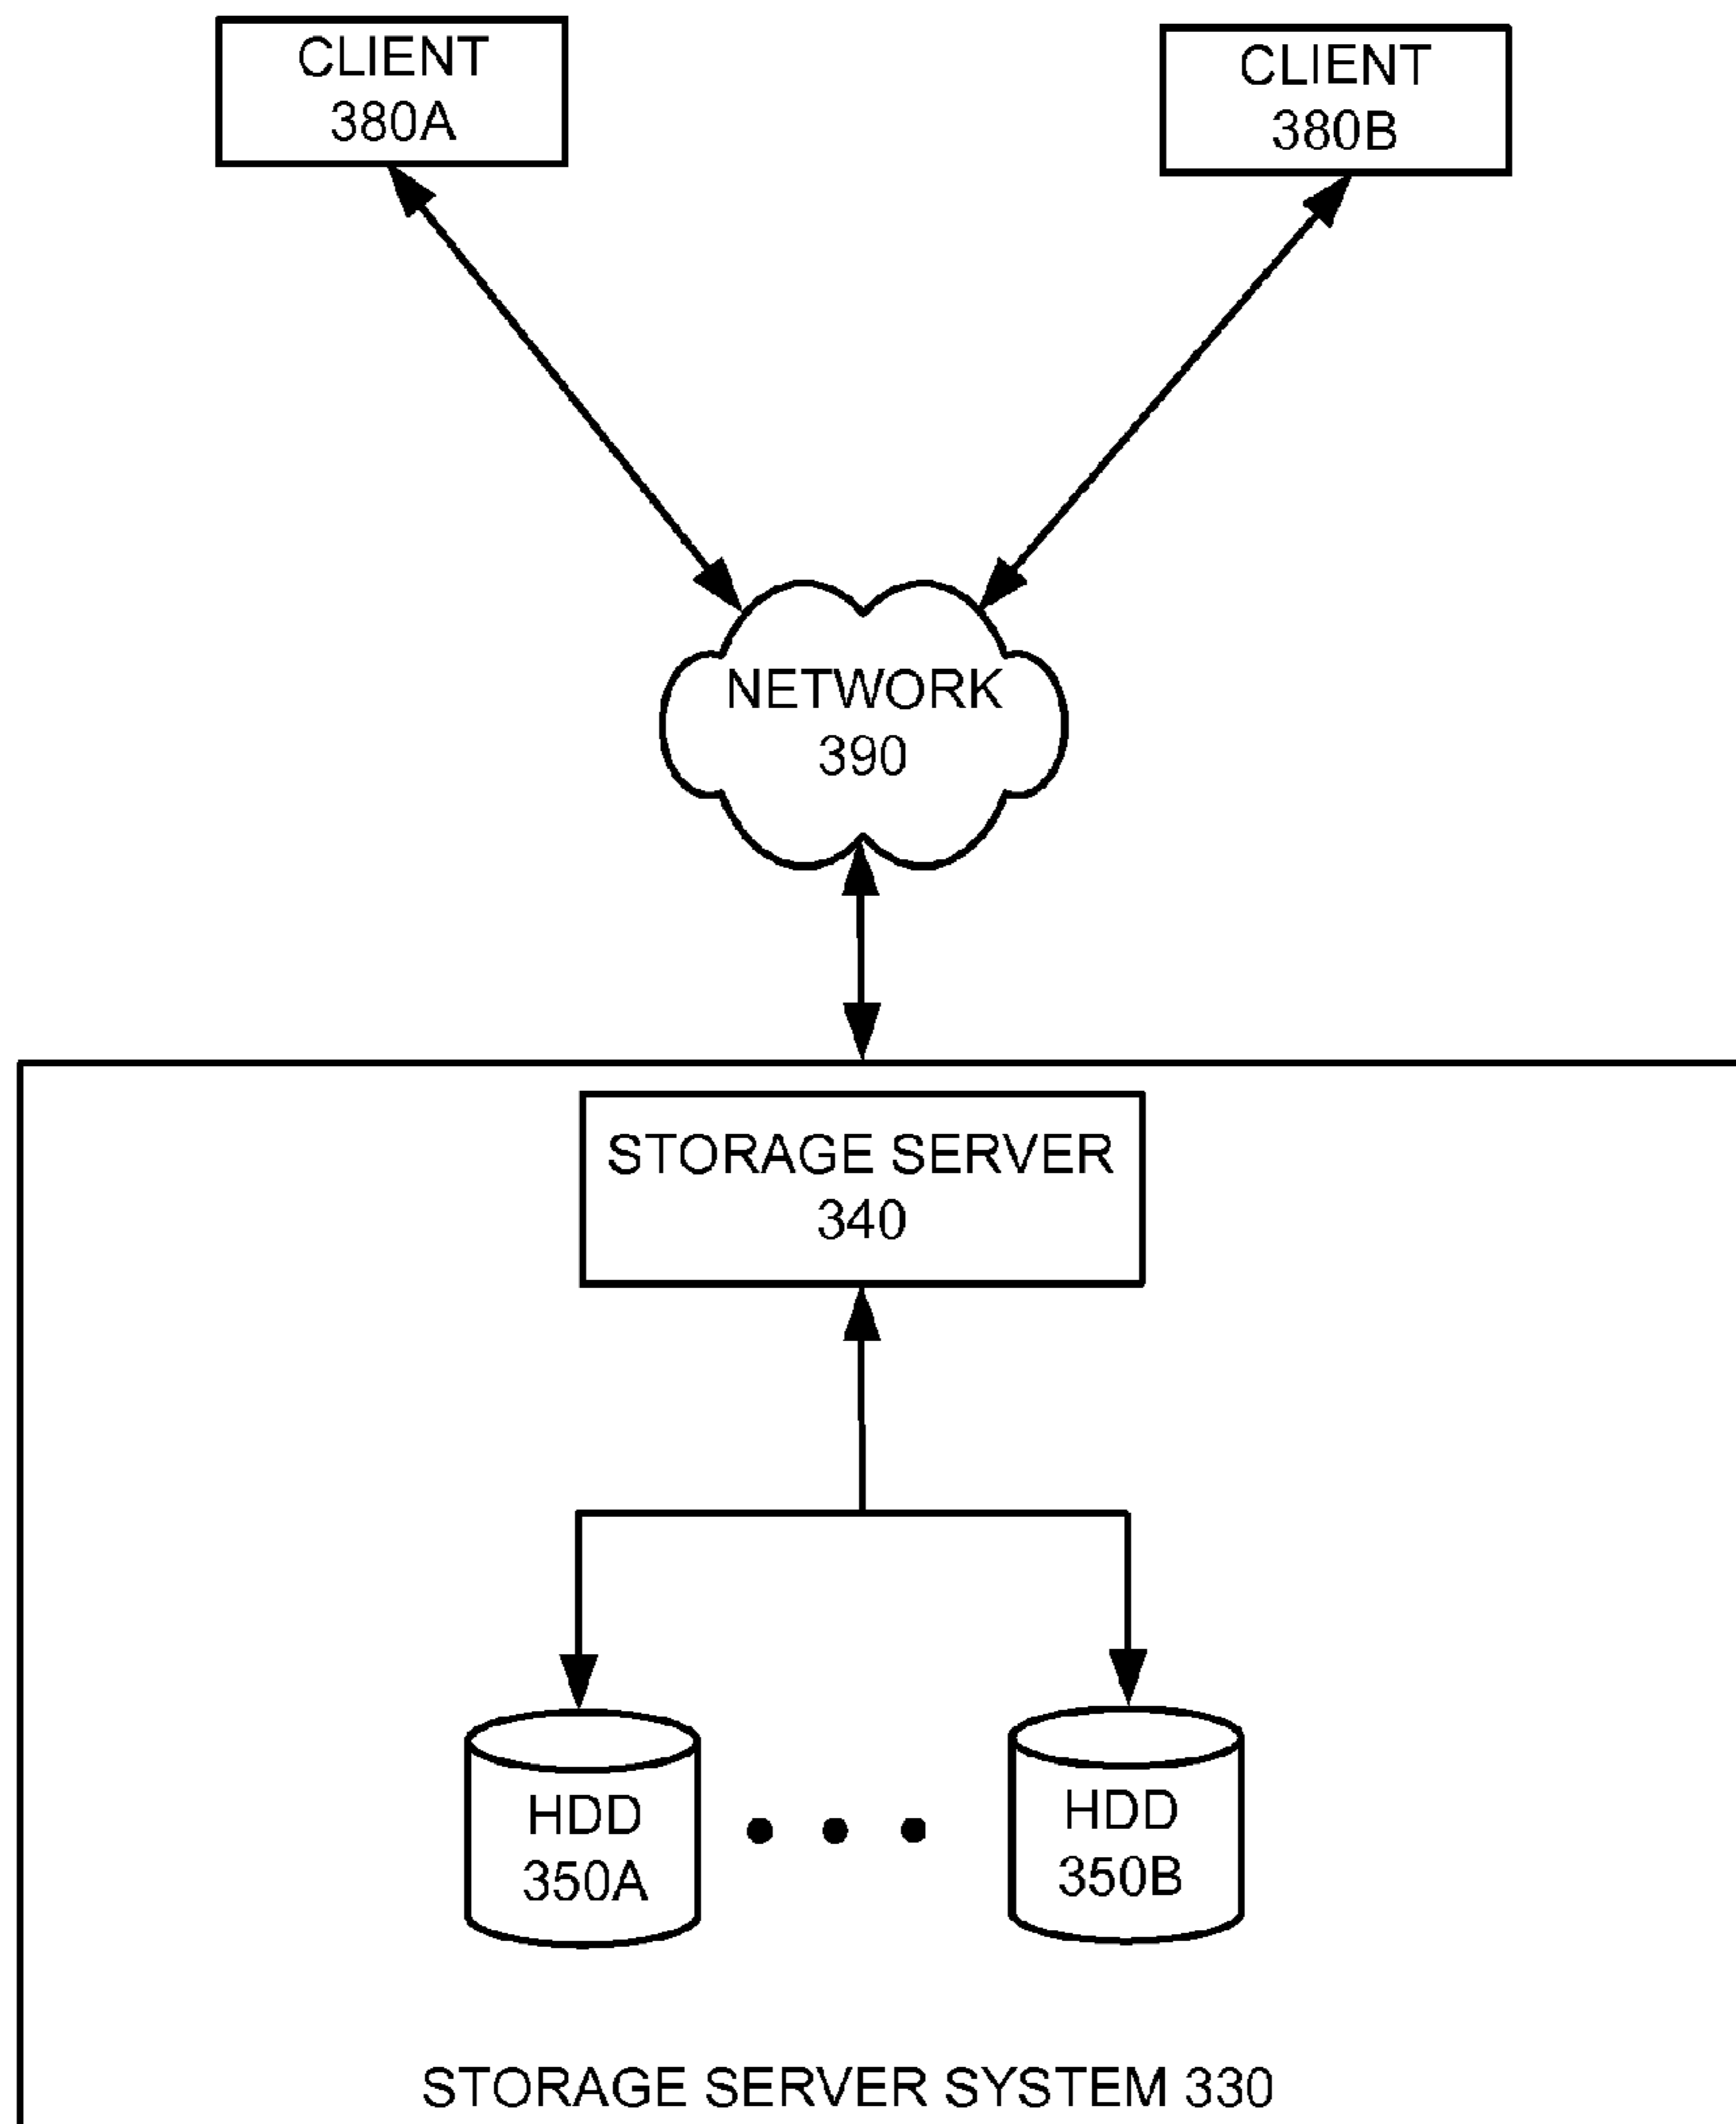 CLIENT
380A
CLIENT
380B
NETWORK
390
STORAGE SERVER
340
HDD
350A
HDD
350B
STORAGE SERVER SYSTEM 330